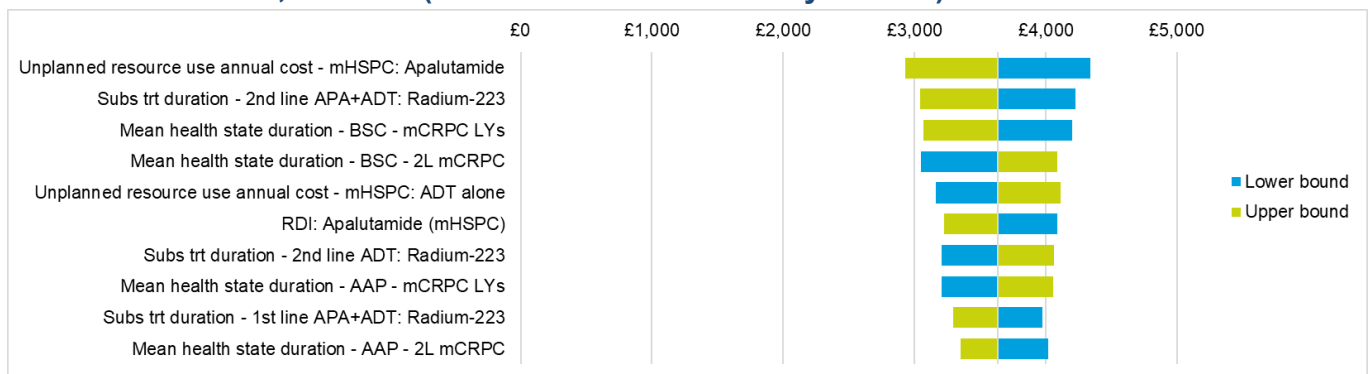 £0 £1,000 £2,000 £3,000 £4,000 £5,000
Unplanned resource use annual cost - mHSPC: Apalutamide
Subs trt duration - 2nd line APA+ADT: Radium-223
Mean health state duration - BSC - mCRPC LYs
Mean health state duration - BSC - 2L mCRPC
Unplanned resource use annual cost - mHSPC: ADT alone
RDI: Apalutamide (mHSPC)
Subs trt duration - 2nd line ADT: Radium-223
Mean health state duration - AAP - mCRPC LYs
Subs trt duration - 1st line APA+ADT: Radium-223
Mean health state duration - AAP - 2L mCRPC
Lower bound
Upper bound